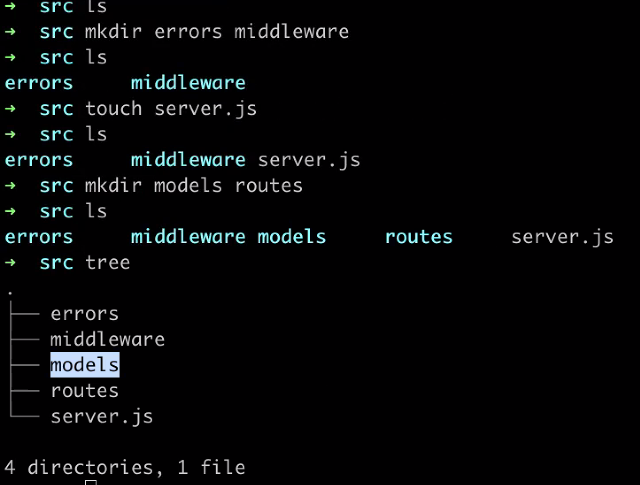 ➜ src ls
➜ src mkdir errors middleware
➜ src ls
errors middleware
➜ src touch server.js
➜ src ls
errors middleware server.js
➜ src mkdir models routes
➜ src ls
errors middleware models routes server.js
➜ src tree
.
├── errors
├── middleware
├── models
├── routes
└── server.js
4 directories, 1 file